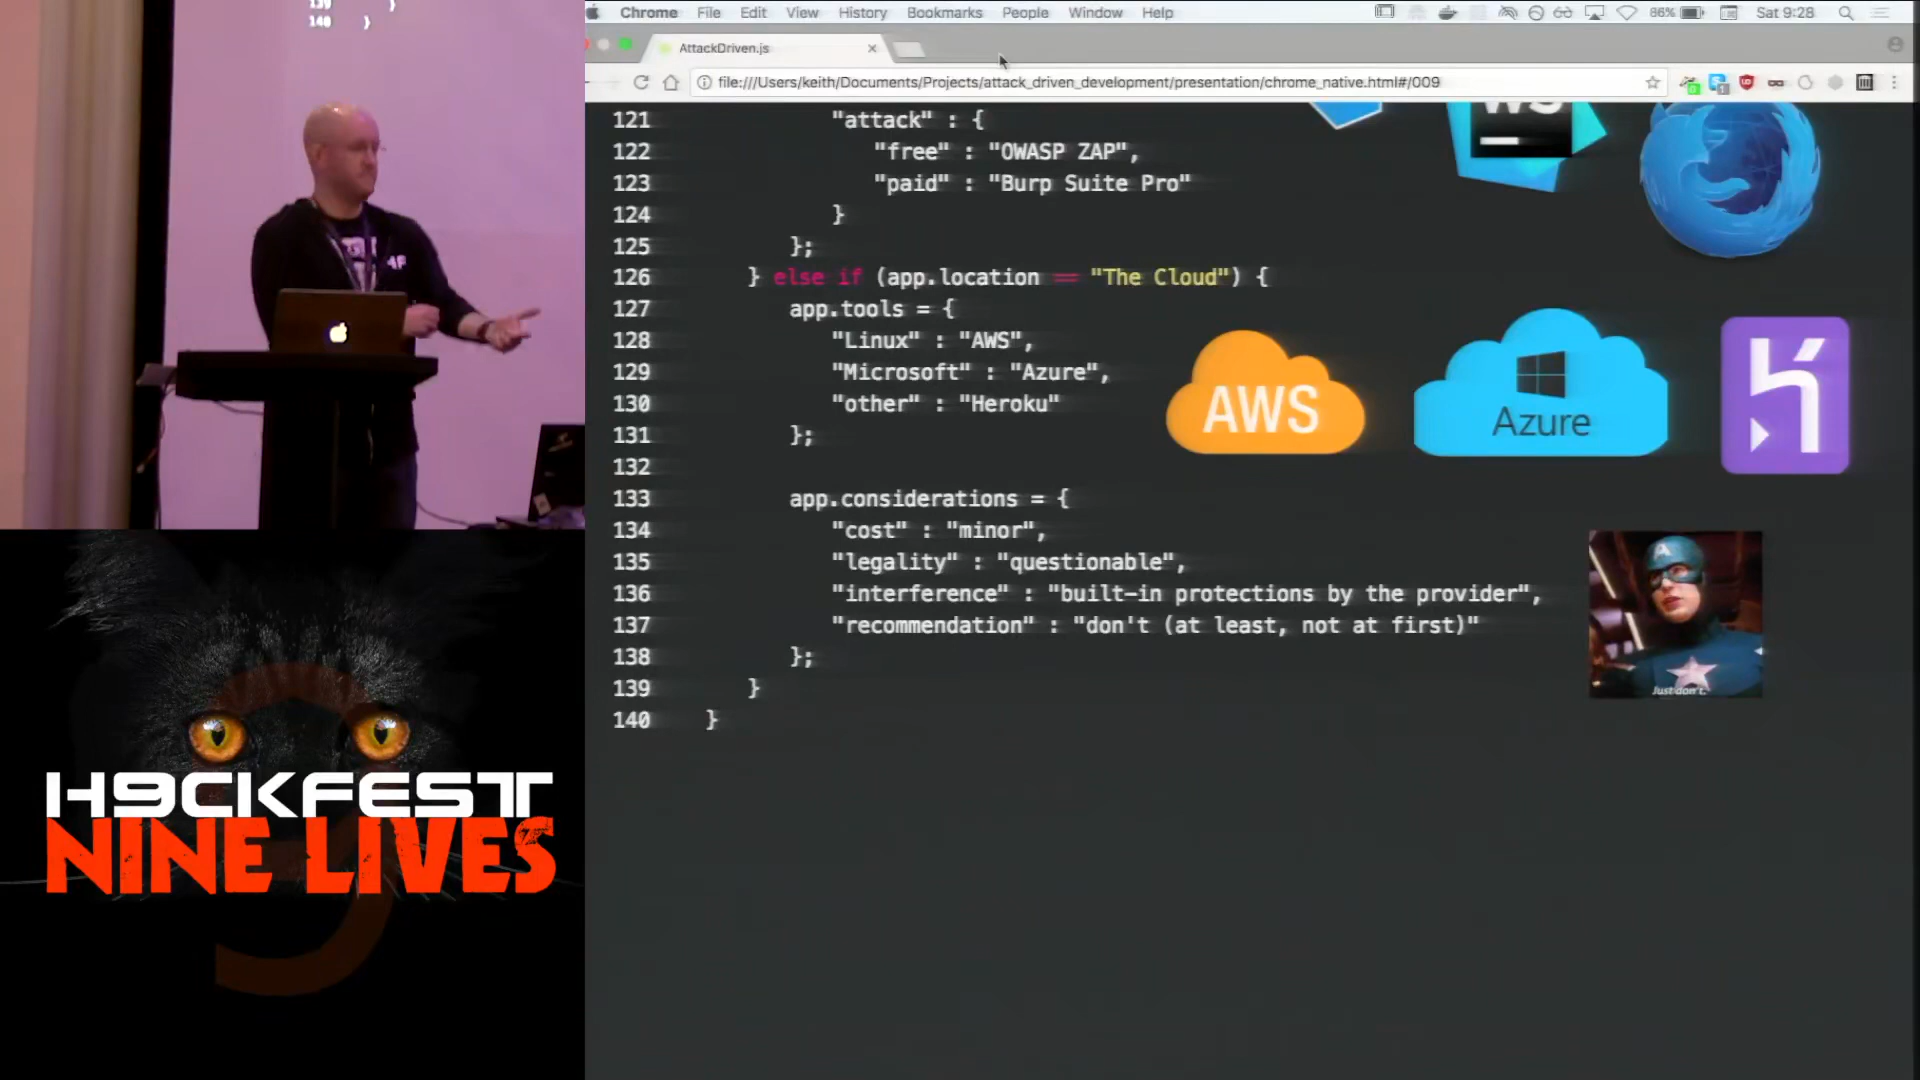 139 }
140 }
Chrome File Edit View History Bookmarks People Window Help 86% Sat 9:28
AttackDriven.js
file:///Users/keith/Documents/Projects/attack_driven_development/presentation/chrome_native.html#/009
WS
121 "attack" : {
122 "free" : "OWASP ZAP",
123 "paid" : "Burp Suite Pro"
124 }
125 };
126 } else if (app.location == "The Cloud") {
127 app.tools = {
128 "Linux" : "AWS",
129 "Microsoft" : "Azure",
130 "other" : "Heroku"
131 };
132
133 app.considerations = {
134 "cost" : "minor",
135 "legality" : "questionable",
136 "interference" : "built-in protections by the provider",
137 "recommendation" : "don't (at least, not at first)"
138 };
139 }
140 }
AWS
Azure
A
Just don't.
H9CKFEST
NINE LIVES
9